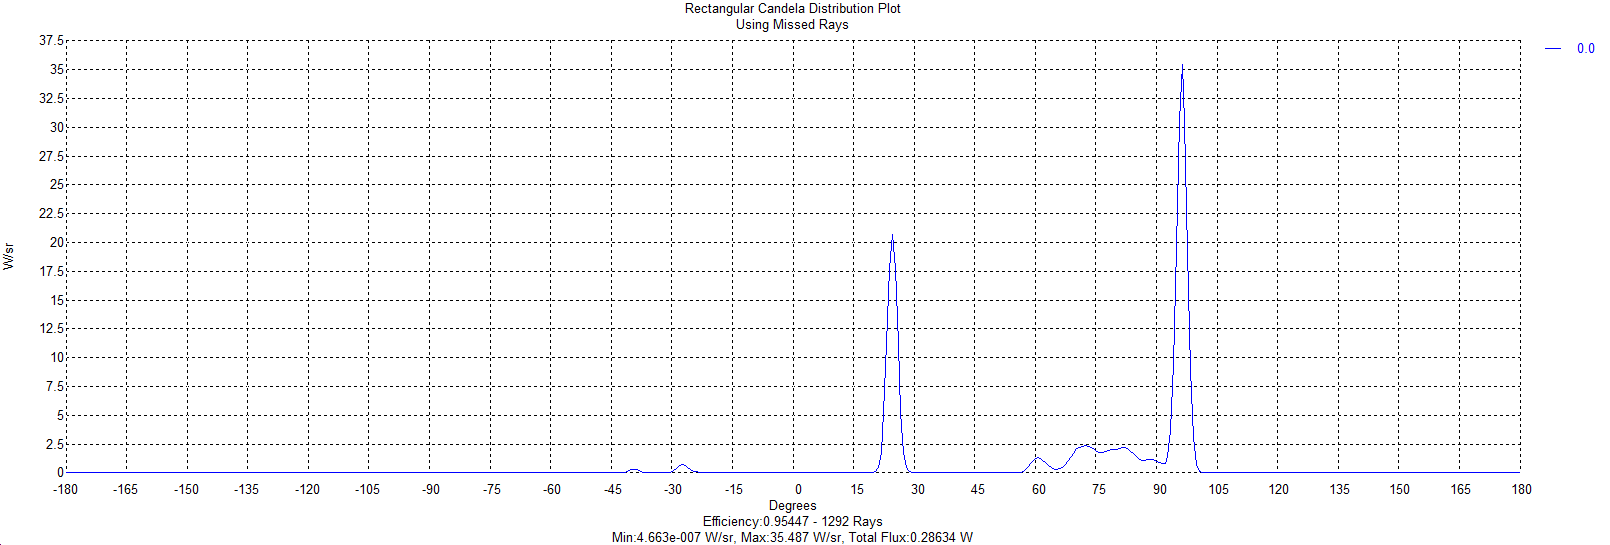 Rectangular Candela Distribution Plot
Using Missed Rays
0.0
37.5
35
32.5
30
27.5
25
22.5
20
17.5
15
12.5
10
7.5
5
2.5
0
W/sr
-180 -165 -150 -135 -120 -105 -90 -75 -60 -45 -30 -15 0 15 30 45 60 75 90 105 120 135 150 165 180
Degrees
Efficiency:0.95447 - 1292 Rays
Min:4.663e-007 W/sr, Max:35.487 W/sr, Total Flux:0.28634 W